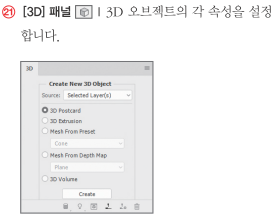 21 [3D] 패널 | 3D 오브젝트의 각 속성을 설정
합니다.
3D
Create New 3D Object
Source: Selected Layer(s)
3D Postcard
3D Extrusion
Mesh From Preset
Cone
Mesh From Depth Map
Plane
3D Volume
Create